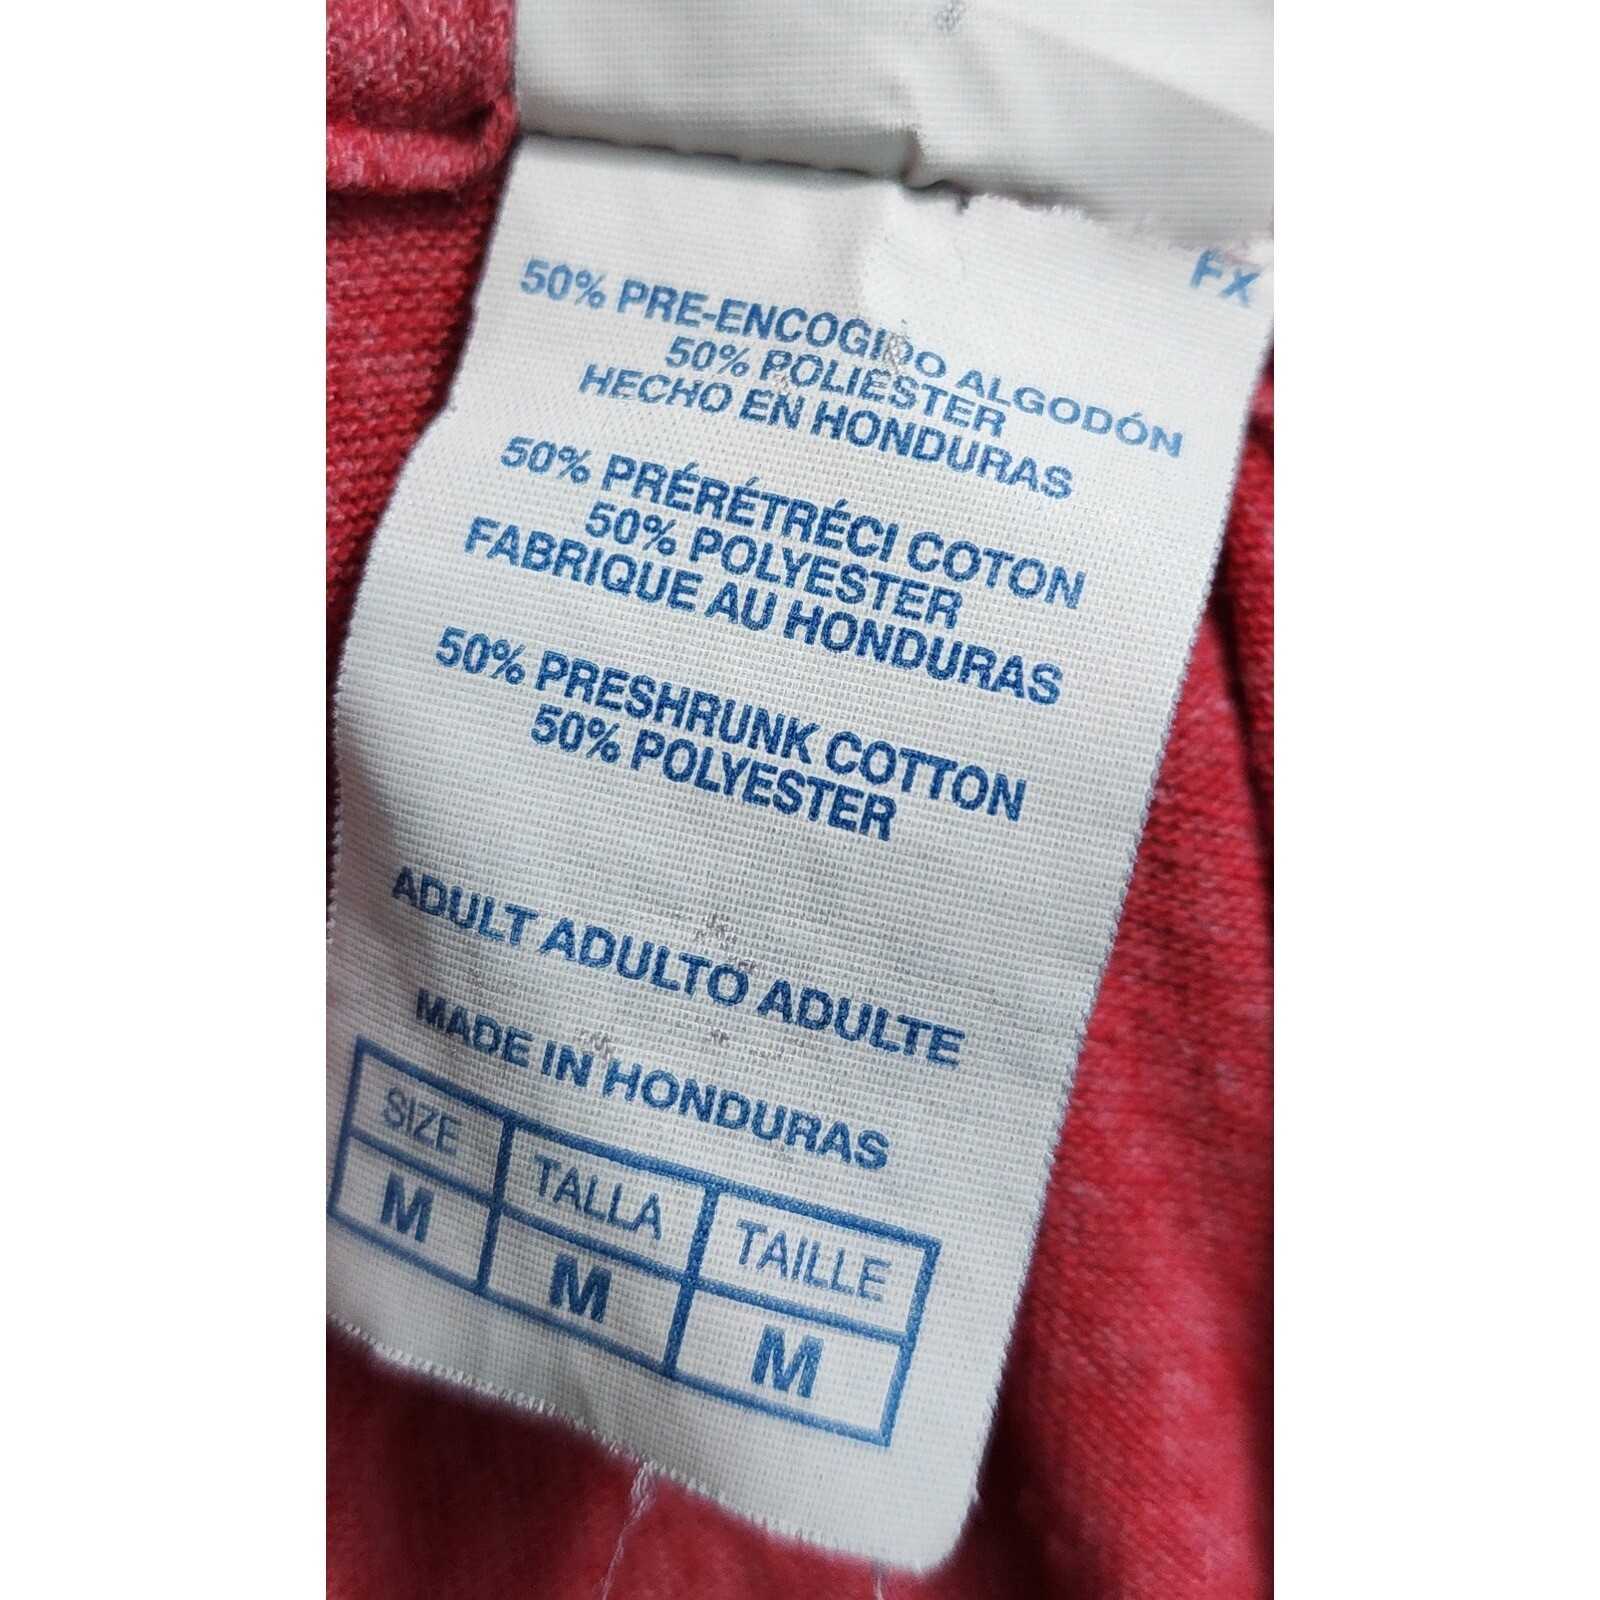 FX
50% PRE-ENCOGIDO ALGODÓN
50% POLIÉSTER
HECHO EN HONDURAS
50% PRÉRÉTRÉCI COTON
50% POLYESTER
FABRIQUE AU HONDURAS
50% PRESHRUNK COTTON
50% POLYESTER
ADULT ADULTO ADULTE
MADE IN HONDURAS
SIZE TALLA TAILLE
M M M